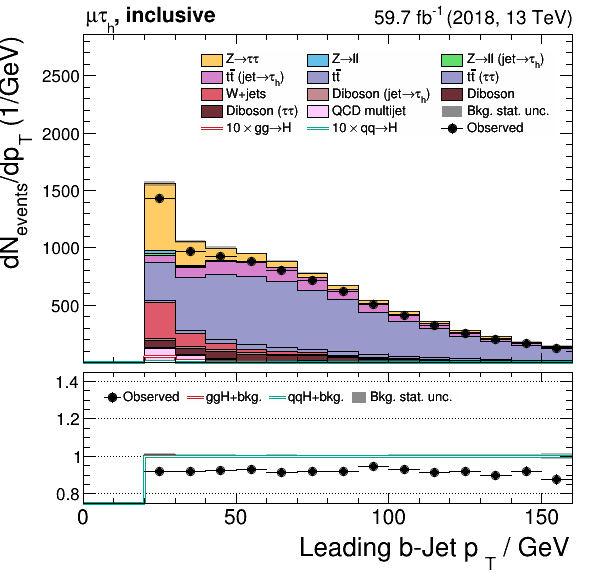 μτh, inclusive 59.7 fb⁻¹ (2018, 13 TeV)
dNevents/dpT (1/GeV)
2500
2000
1500
1000
500
Z→ττ Z→ll Z→ll (jet→τh)
tt̄ (jet→τh) tt̄ tt̄ (ττ)
W+jets Diboson (jet→τh) Diboson
Diboson (ττ) QCD multijet Bkg. stat. unc.
10 × gg→H 10 × qq→H Observed
1.4
Observed ggH+bkg. qqH+bkg. Bkg. stat. unc.
1.2
1
0.8
0 50 100 150
Leading b-Jet pT / GeV